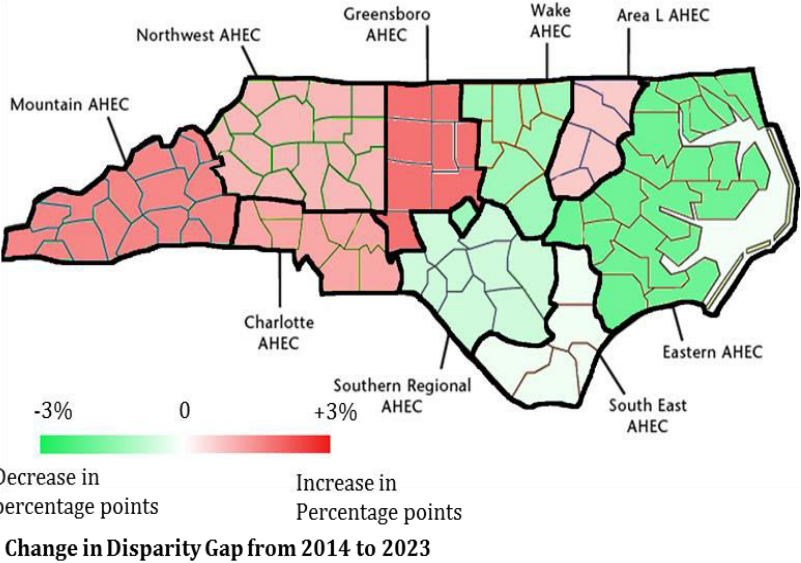 Greensboro
AHEC
Wake
AHEC
Area L AHEC
Northwest AHEC
Mountain AHEC
Charlotte
AHEC
Eastern AHEC
Southern Regional
AHEC
South East
AHEC
-3% 0 +3%
Decrease in
percentage points
Increase in
Percentage points
Change in Disparity Gap from 2014 to 2023